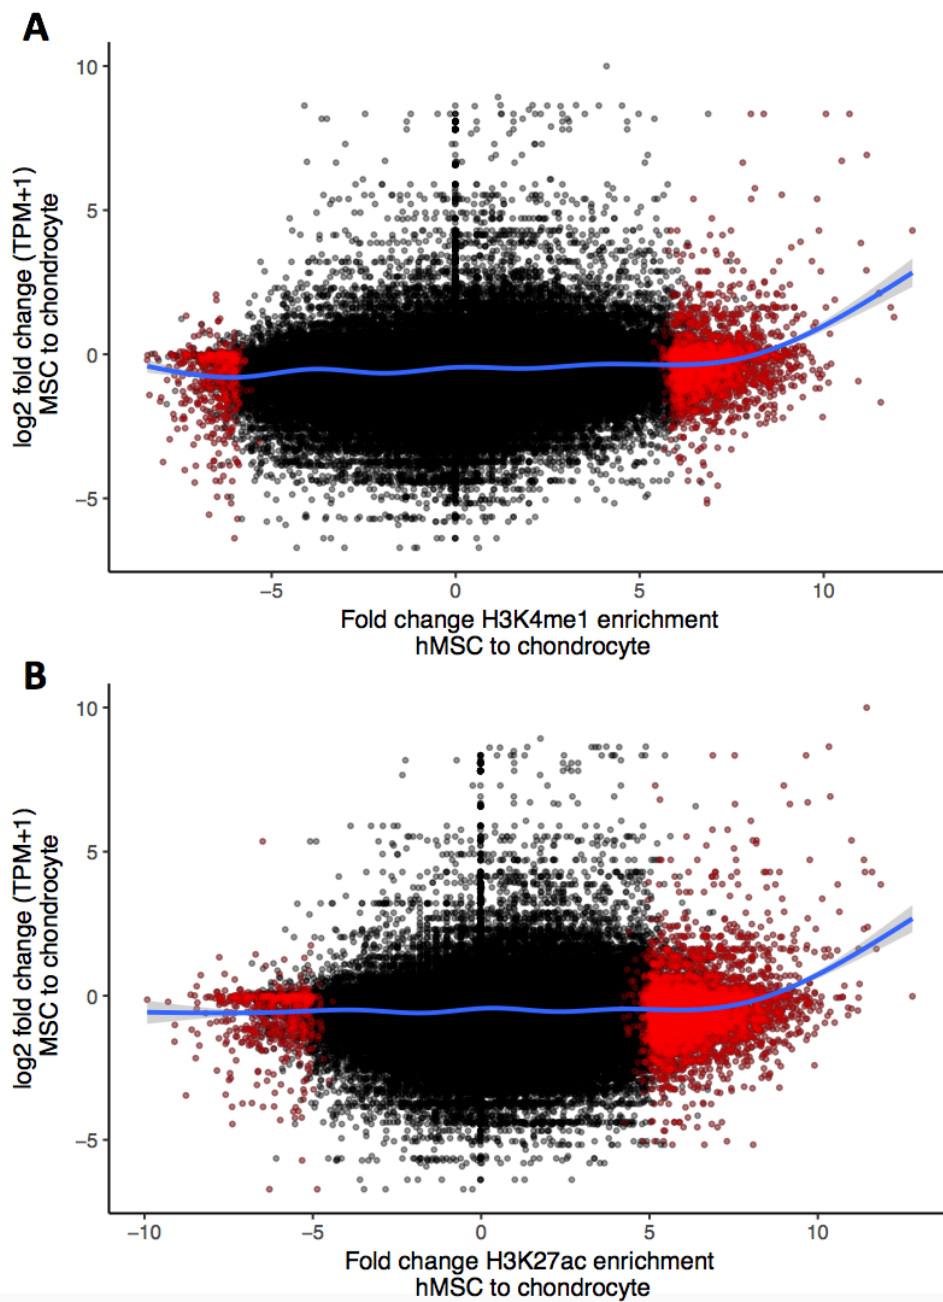 A
10
5
0
−5
log2 fold change (TPM+1)
MSC to chondrocyte
−5
0
5
10
Fold change H3K4me1 enrichment
hMSC to chondrocyte
B
10
5
0
−5
log2 fold change (TPM+1)
MSC to chondrocyte
−10
−5
0
5
10
Fold change H3K27ac enrichment
hMSC to chondrocyte